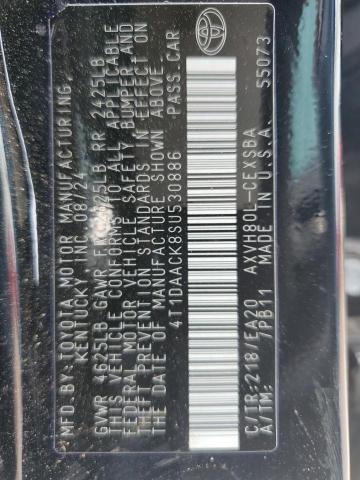 MFD.BY:TOYOTA MOTOR MANUFACTURING
KENTUCKY, INC. 08/24
GVWR 4625LB GAWR FR 2425LB RR 2425LB
THIS VEHICLE CONFORMS TO ALL APPLICABLE
FEDERAL MOTOR VEHICLE SAFETY, BUMPER AND
THEFT PREVENTION STANDARDS IN EFFECT ON
THE DATE OF MANUFACTURE SHOWN ABOVE.
4T1DAACK8SU530886 PASS. CAR
C/TR:218 /EA20 AXVH80L-CEXSBA
A/TM: /PB11 MADE IN U.S.A. 55073